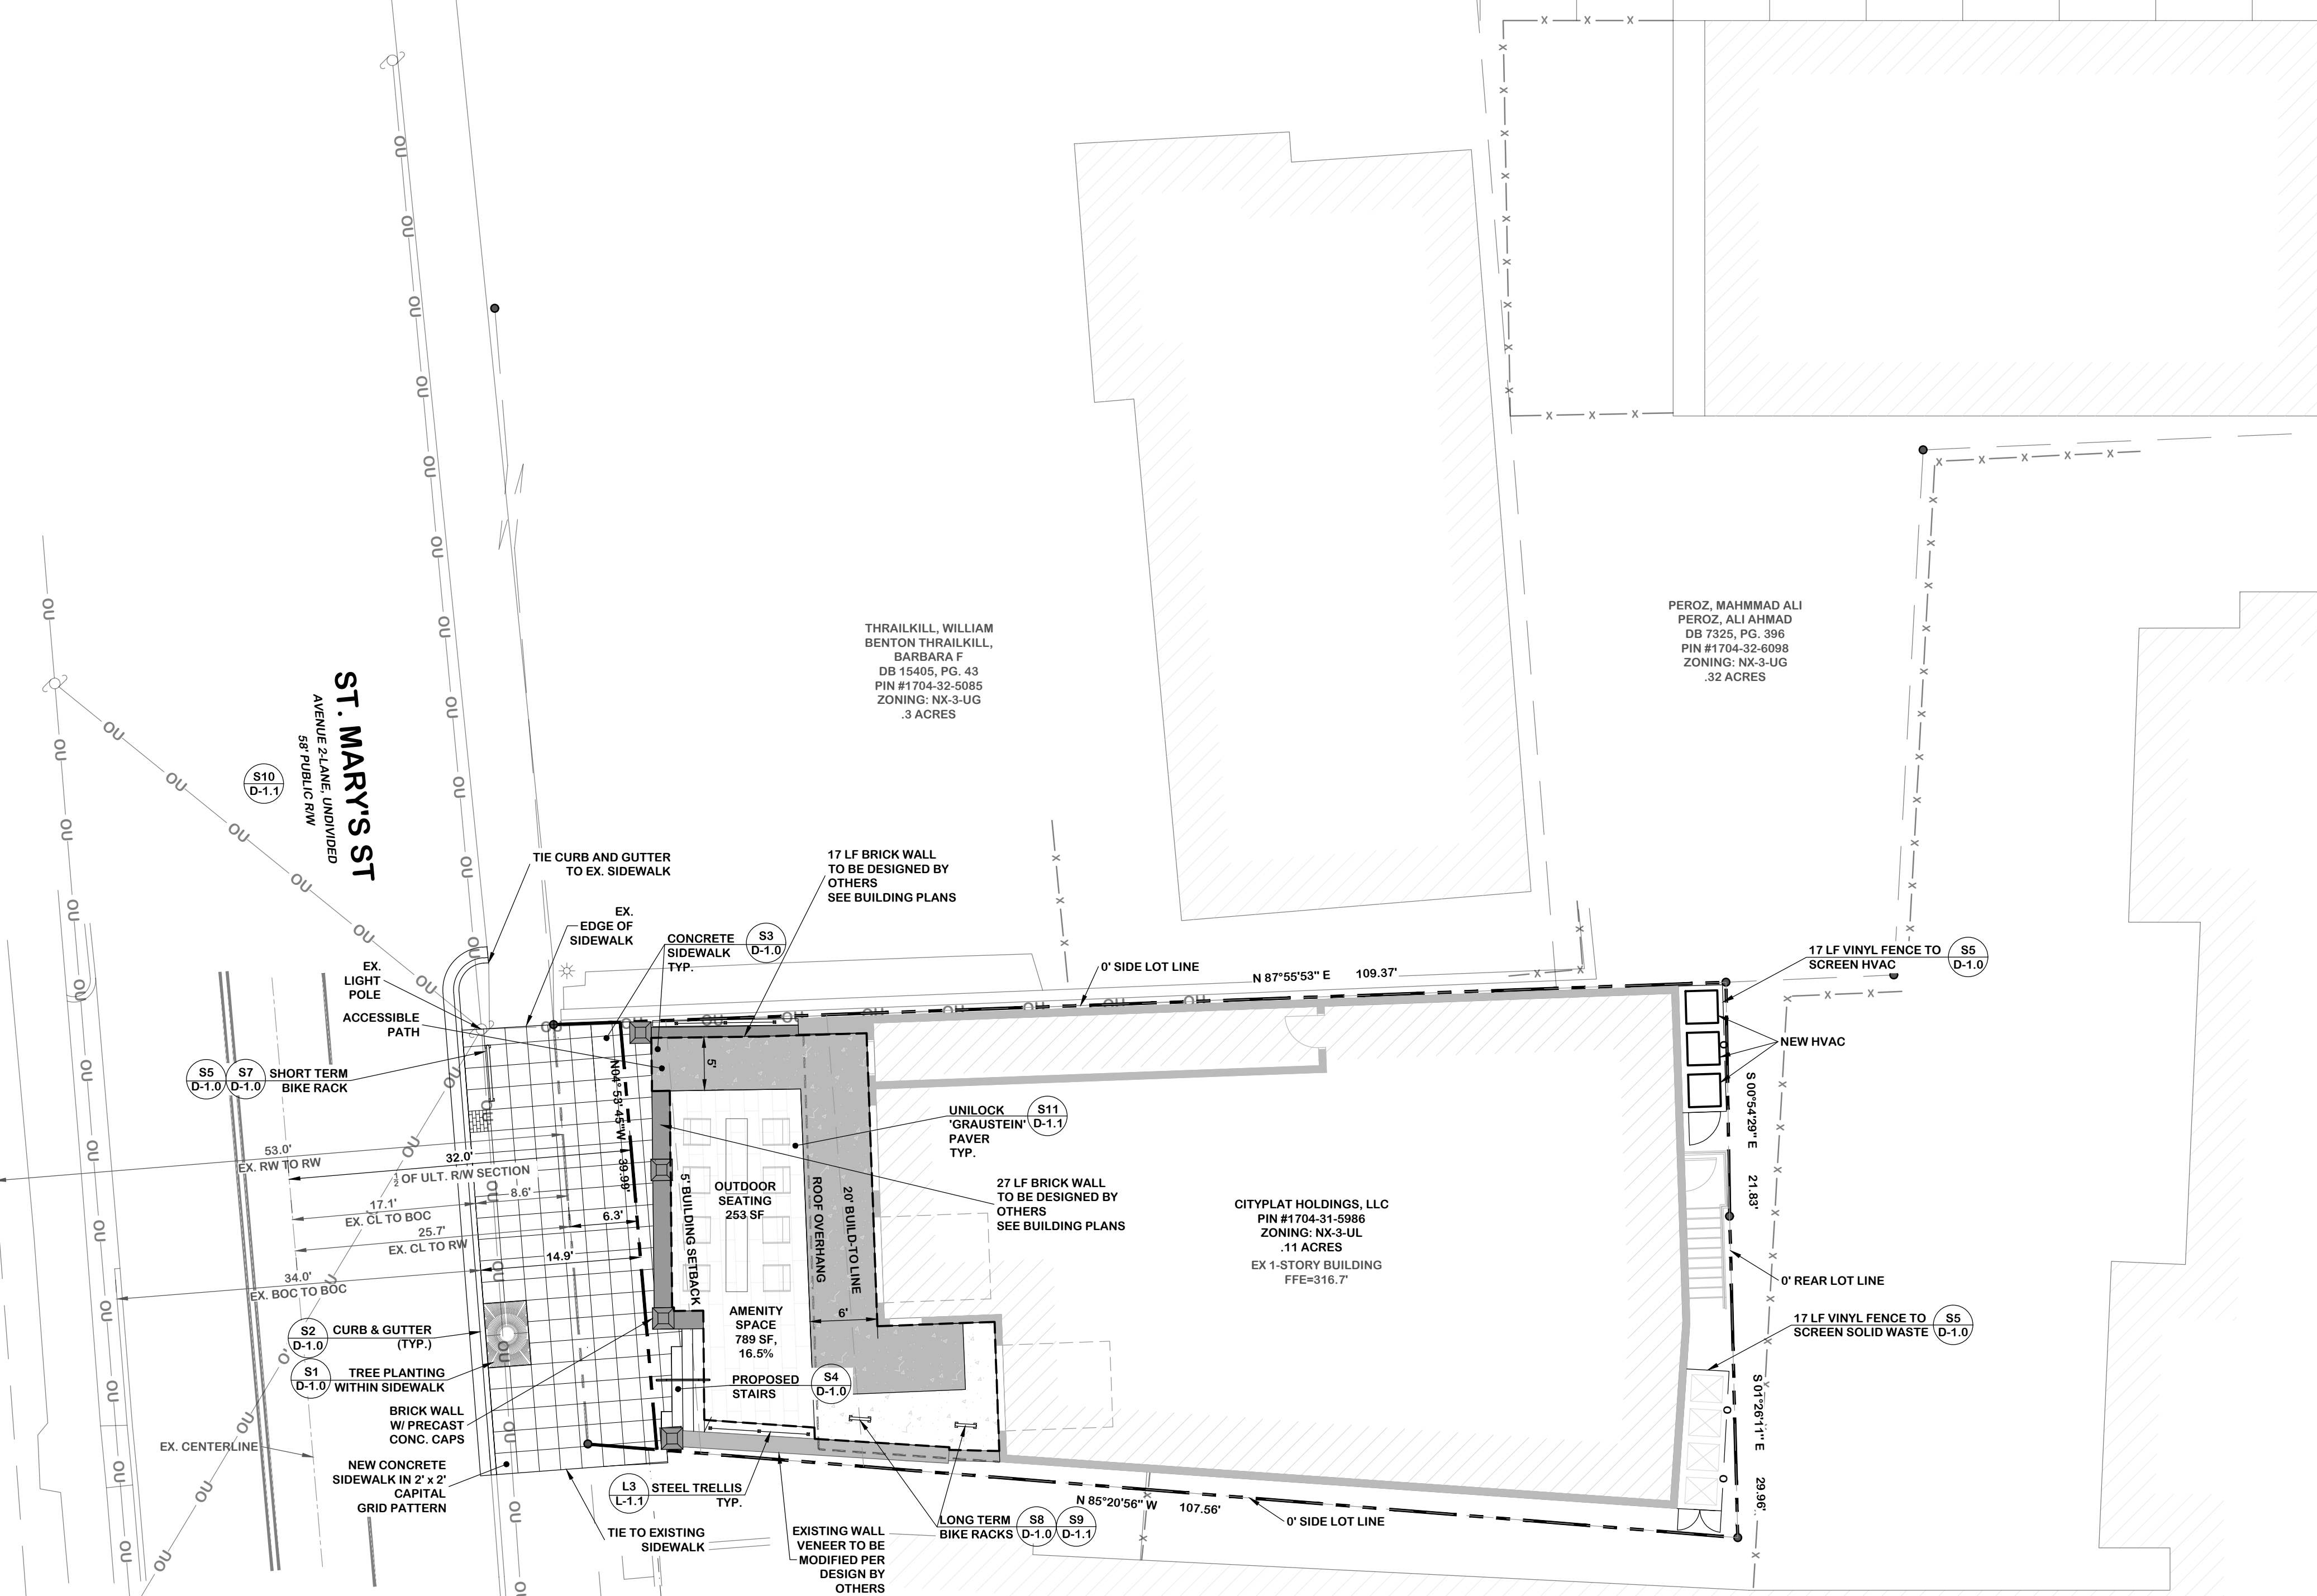 THRAILKILL, WILLIAM
BENTON THRAILKILL,
BARBARA F
DB 15405, PG. 43
PIN #1704-32-5085
ZONING: NX-3-UG
.3 ACRES
PEROZ, MAHMMAD ALI
PEROZ, ALI AHMAD
DB 7325, PG. 396
PIN #1704-32-6098
ZONING: NX-3-UG
.32 ACRES
ST. MARY'S ST
AVENUE 2-LANE, UNDIVIDED
58' PUBLIC R/W
S10
D-1.1
TIE CURB AND GUTTER
TO EX. SIDEWALK
17 LF BRICK WALL
TO BE DESIGNED BY
OTHERS
SEE BUILDING PLANS
EX.
EDGE OF
SIDEWALK
CONCRETE
SIDEWALK
TYP.
S3
D-1.0
EX.
LIGHT
POLE
ACCESSIBLE
PATH
S5
D-1.0
S7
D-1.0
SHORT TERM
BIKE RACK
0' SIDE LOT LINE
N 87°55'53" E 109.37'
17 LF VINYL FENCE TO
SCREEN HVAC
S5
D-1.0
NEW HVAC
S 00°54'29" E 21.83'
N04°53'45"W 39.99'
5'
UNILOCK
'GRAUSTEIN'
PAVER
TYP.
S11
D-1.1
53.0'
EX. RW TO RW
32.0'
½ OF ULT. R/W SECTION
8.6'
17.1'
EX. CL TO BOC
6.3'
25.7'
EX. CL TO RW
14.9'
34.0'
EX. BOC TO BOC
5' BUILDING SETBACK
OUTDOOR
SEATING
253 SF
ROOF OVERHANG
20' BUILD-TO LINE
27 LF BRICK WALL
TO BE DESIGNED BY
OTHERS
SEE BUILDING PLANS
CITYPLAT HOLDINGS, LLC
PIN #1704-31-5986
ZONING: NX-3-UL
.11 ACRES
EX 1-STORY BUILDING
FFE=316.7'
0' REAR LOT LINE
17 LF VINYL FENCE TO
SCREEN SOLID WASTE
S5
D-1.0
S 01°26'11" E 29.96'
AMENITY
SPACE
789 SF,
16.5%
6'
S2
D-1.0
CURB & GUTTER
(TYP.)
S1
D-1.0
TREE PLANTING
WITHIN SIDEWALK
PROPOSED
STAIRS
S4
D-1.0
BRICK WALL
W/ PRECAST
CONC. CAPS
EX. CENTERLINE
NEW CONCRETE
SIDEWALK IN 2' x 2'
CAPITAL
GRID PATTERN
L3
L-1.1
STEEL TRELLIS
TYP.
TIE TO EXISTING
SIDEWALK
EXISTING WALL
VENEER TO BE
MODIFIED PER
DESIGN BY
OTHERS
LONG TERM
BIKE RACKS
S8
D-1.0
S9
D-1.1
N 85°20'56" W 107.56'
0' SIDE LOT LINE